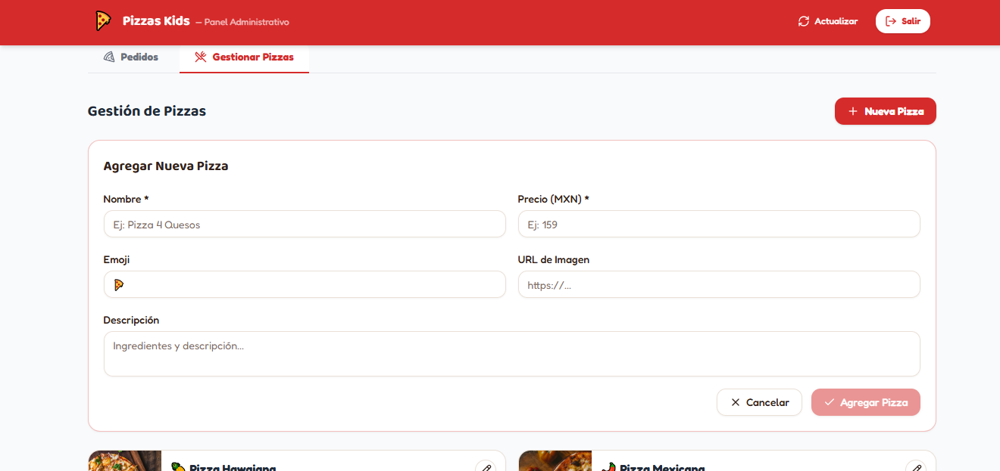 Pizzas Kids — Panel Administrativo
Actualizar
Salir
Pedidos
Gestionar Pizzas
Gestión de Pizzas
Nueva Pizza
Agregar Nueva Pizza
Nombre *
Precio (MXN) *
Ej: Pizza 4 Quesos
Ej: 159
Emoji
URL de Imagen
https://...
Descripción
Ingredientes y descripción...
Cancelar
Agregar Pizza
Pizza Hawaiana
Pizza Mexicana